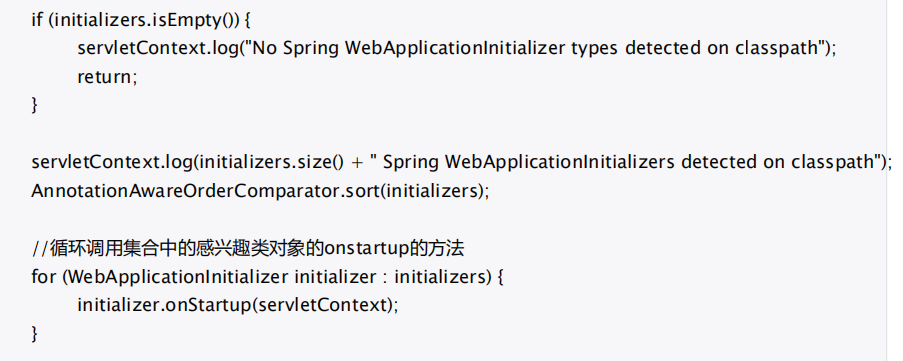 if (initializers.isEmpty()) {
servletContext.log("No Spring WebApplicationInitializer types detected on classpath");
return;
}
servletContext.log(initializers.size() + " Spring WebApplicationInitializers detected on classpath");
AnnotationAwareOrderComparator.sort(initializers);
//循环调用集合中的感兴趣类对象的onstartup的方法
for (WebApplicationInitializer initializer : initializers) {
initializer.onStartup(servletContext);
}